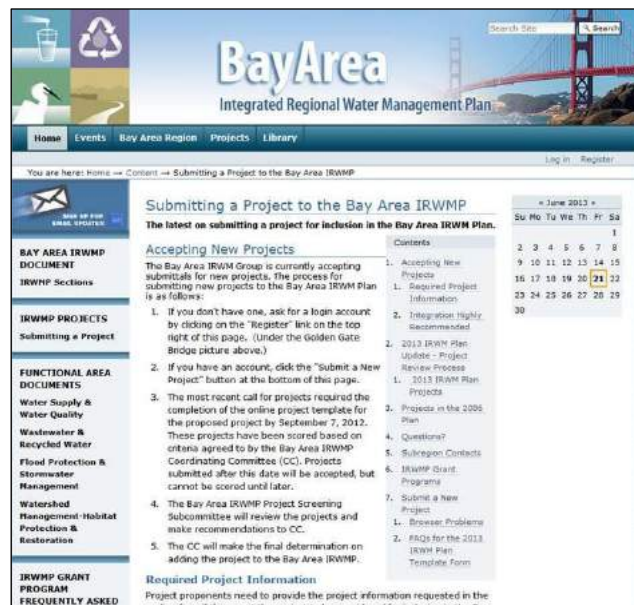 Search Site
Search
BayArea
Integrated Regional Water Management Plan
Home Events Bay Area Region Projects Library
Log in Register
You are here: Home → Content → Submitting a Project to the Bay Area IRWMP
SIGN UP FOR
EMAIL UPDATES
BAY AREA IRWMP
DOCUMENT
IRWMP Sections
IRWMP PROJECTS
Submitting a Project
FUNCTIONAL AREA
DOCUMENTS
Water Supply &
Water Quality
Wastewater &
Recycled Water
Flood Protection &
Stormwater
Management
Watershed
Management-Habitat
Protection &
Restoration
IRWMP GRANT
PROGRAM
FREQUENTLY ASKED
Submitting a Project to the Bay Area IRWMP
The latest on submitting a project for inclusion in the Bay Area IRWM Plan.
Accepting New Projects
The Bay Area IRWM Group is currently accepting
submittals for new projects. The process for
submitting new projects to the Bay Area IRWM Plan
is as follows:
1. If you don't have one, ask for a login account
by clicking on the "Register" link on the top
right of this page. (Under the Golden Gate
Bridge picture above.)
2. If you have an account, click the "Submit a New
Project" button at the bottom of this page.
3. The most recent call for projects required the
completion of the online project template for
the proposed project by September 7, 2012.
These projects have been scored based on
criteria agreed to by the Bay Area IRWMP
Coordinating Committee (CC). Projects
submitted after this date will be accepted, but
cannot be scored until later.
4. The Bay Area IRWMP Project Screening
Subcommittee will review the projects and
make recommendations to CC.
5. The CC will make the final determination on
adding the project to the Bay Area IRWMP.
Required Project Information
Project proponents need to provide the project information requested in the
Contents
1. Accepting New
Projects
1. Required Project
Information
2. Integration Highly
Recommended
2. 2013 IRWM Plan
Update - Project
Review Process
1. 2013 IRWM Plan
Projects
3. Projects in the 2006
Plan
4. Questions?
5. Subregion Contacts
6. IRWMP Grant
Programs
7. Submit a New
Project
1. Browser Problems
2. FAQs for the 2013
IRWM Plan
Template Form
« June 2013 »
Su Mo Tu We Th Fr Sa
1
2 3 4 5 6 7 8
9 10 11 12 13 14 15
16 17 18 19 20 21 22
23 24 25 26 27 28 29
30